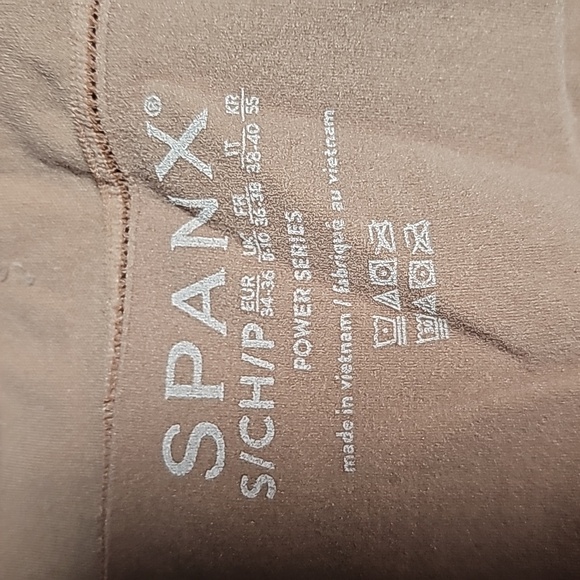 SPANX®
S/CH/P EUR UK FR IT KR
34-36 8-10 36-38 38-40 55
POWER SERIES
made in vietnam / fabriqué au vietnam
30